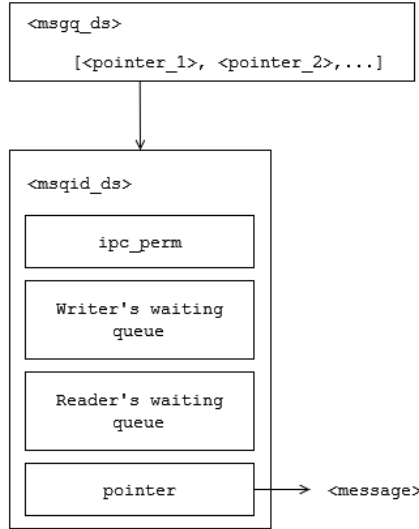 <msgq_ds>
[<pointer_1>, <pointer_2>,...]
<msqid_ds>
ipc_perm
Writer's waiting
queue
Reader's waiting
queue
pointer
<message>